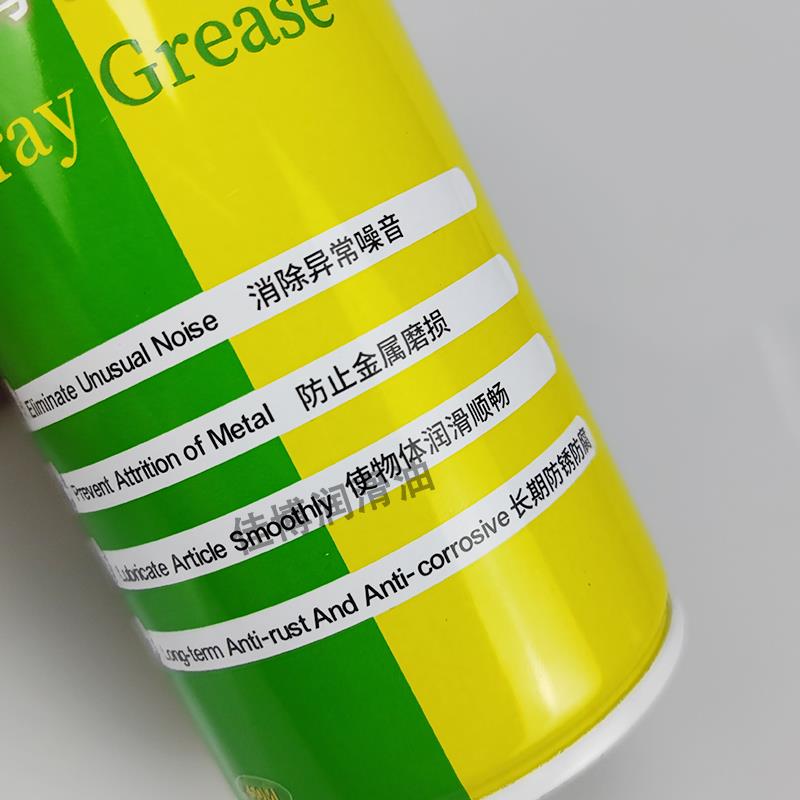 Grease
Eliminate Unusual Noise 消除异常噪音
Prevent Attrition of Metal 防止金属磨损
Lubricate Article Smoothly 使物体润滑顺畅
佳博润滑油
Long-term Anti-rust And Anti-corrosive 长期防锈防腐